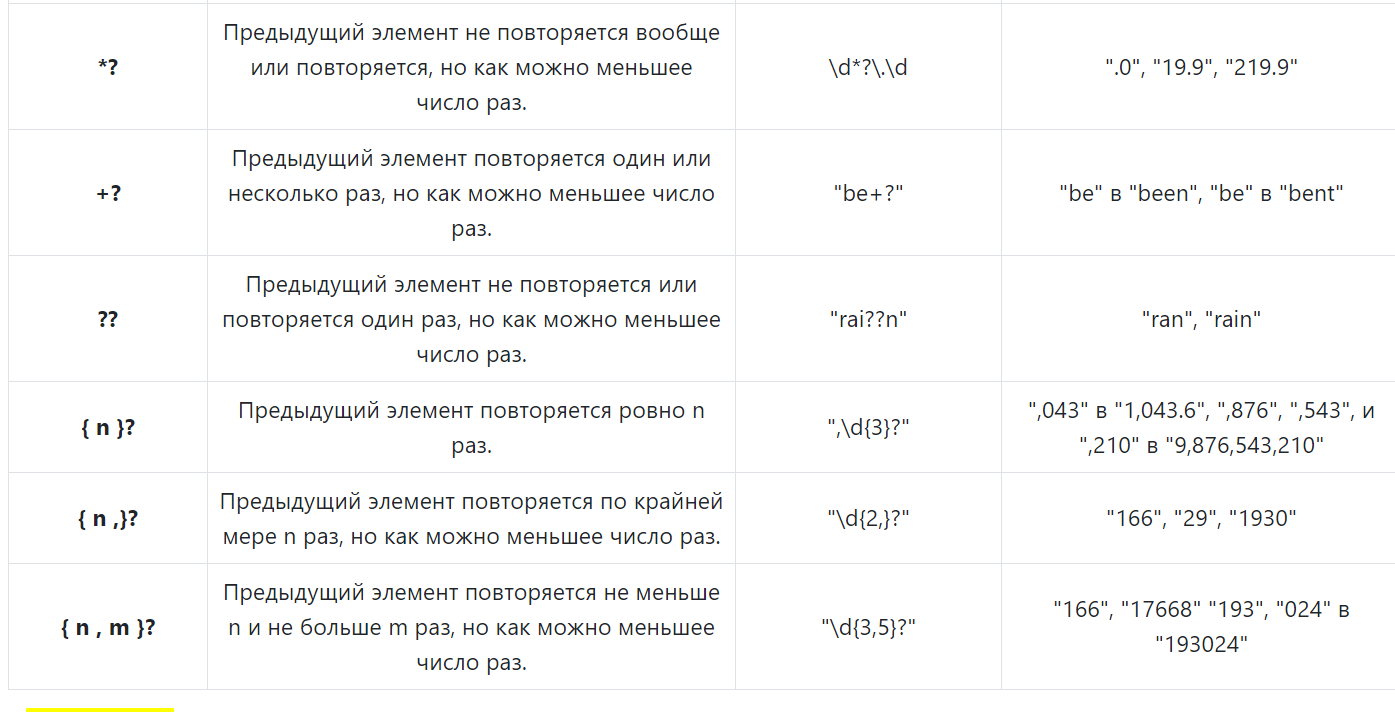 Предыдущий элемент не повторяется вообще
*? или повторяется, но как можно меньшее \d*?\.\d ".0", "19.9", "219.9"
число раз.
Предыдущий элемент повторяется один или
+? несколько раз, но как можно меньшее число "be+?" "be" в "been", "be" в "bent"
раз.
Предыдущий элемент не повторяется или
?? повторяется один раз, но как можно меньшее "rai??n" "ran", "rain"
число раз.
{ n }? Предыдущий элемент повторяется ровно n
раз. ",\d{3}?" ",043" в "1,043.6", ",876", ",543", и
",210" в "9,876,543,210"
{ n ,}? Предыдущий элемент повторяется по крайней
мере n раз, но как можно меньшее число раз. "\d{2,}?" "166", "29", "1930"
Предыдущий элемент повторяется не меньше
{ n , m }? n и не больше m раз, но как можно меньшее
число раз. "\d{3,5}?" "166", "17668" "193", "024" в
"193024"